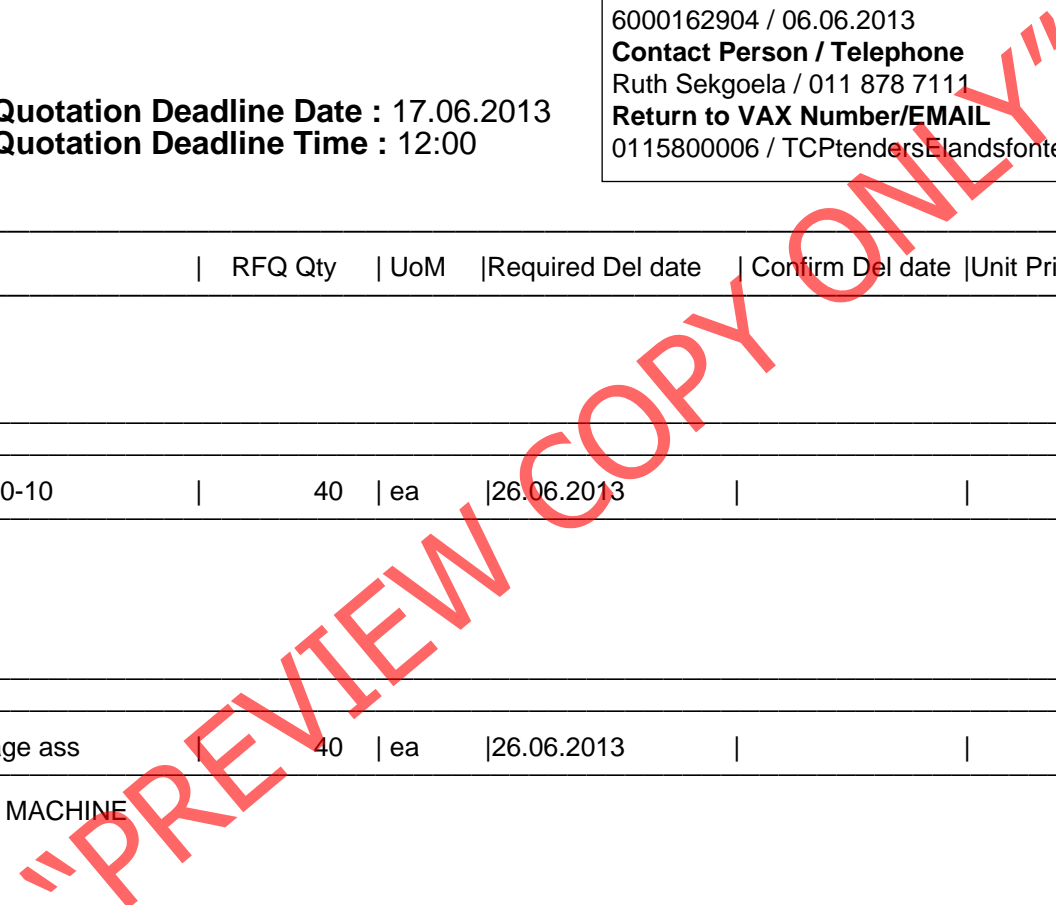 6000162904 / 06.06.2013
Contact Person / Telephone
Ruth Sekgoela / 011 878 7111
Return to VAX Number/EMAIL
0115800006 / TCPtendersElandsfonte
Quotation Deadline Date : 17.06.2013
Quotation Deadline Time : 12:00
| RFQ Qty | UoM |Required Del date | Confirm Del date |Unit Pri
0-10 | 40 | ea |26.06.2013 | |
ge ass | 40 | ea |26.06.2013 | |
MACHINE
"PREVIEW COPY ONLY"